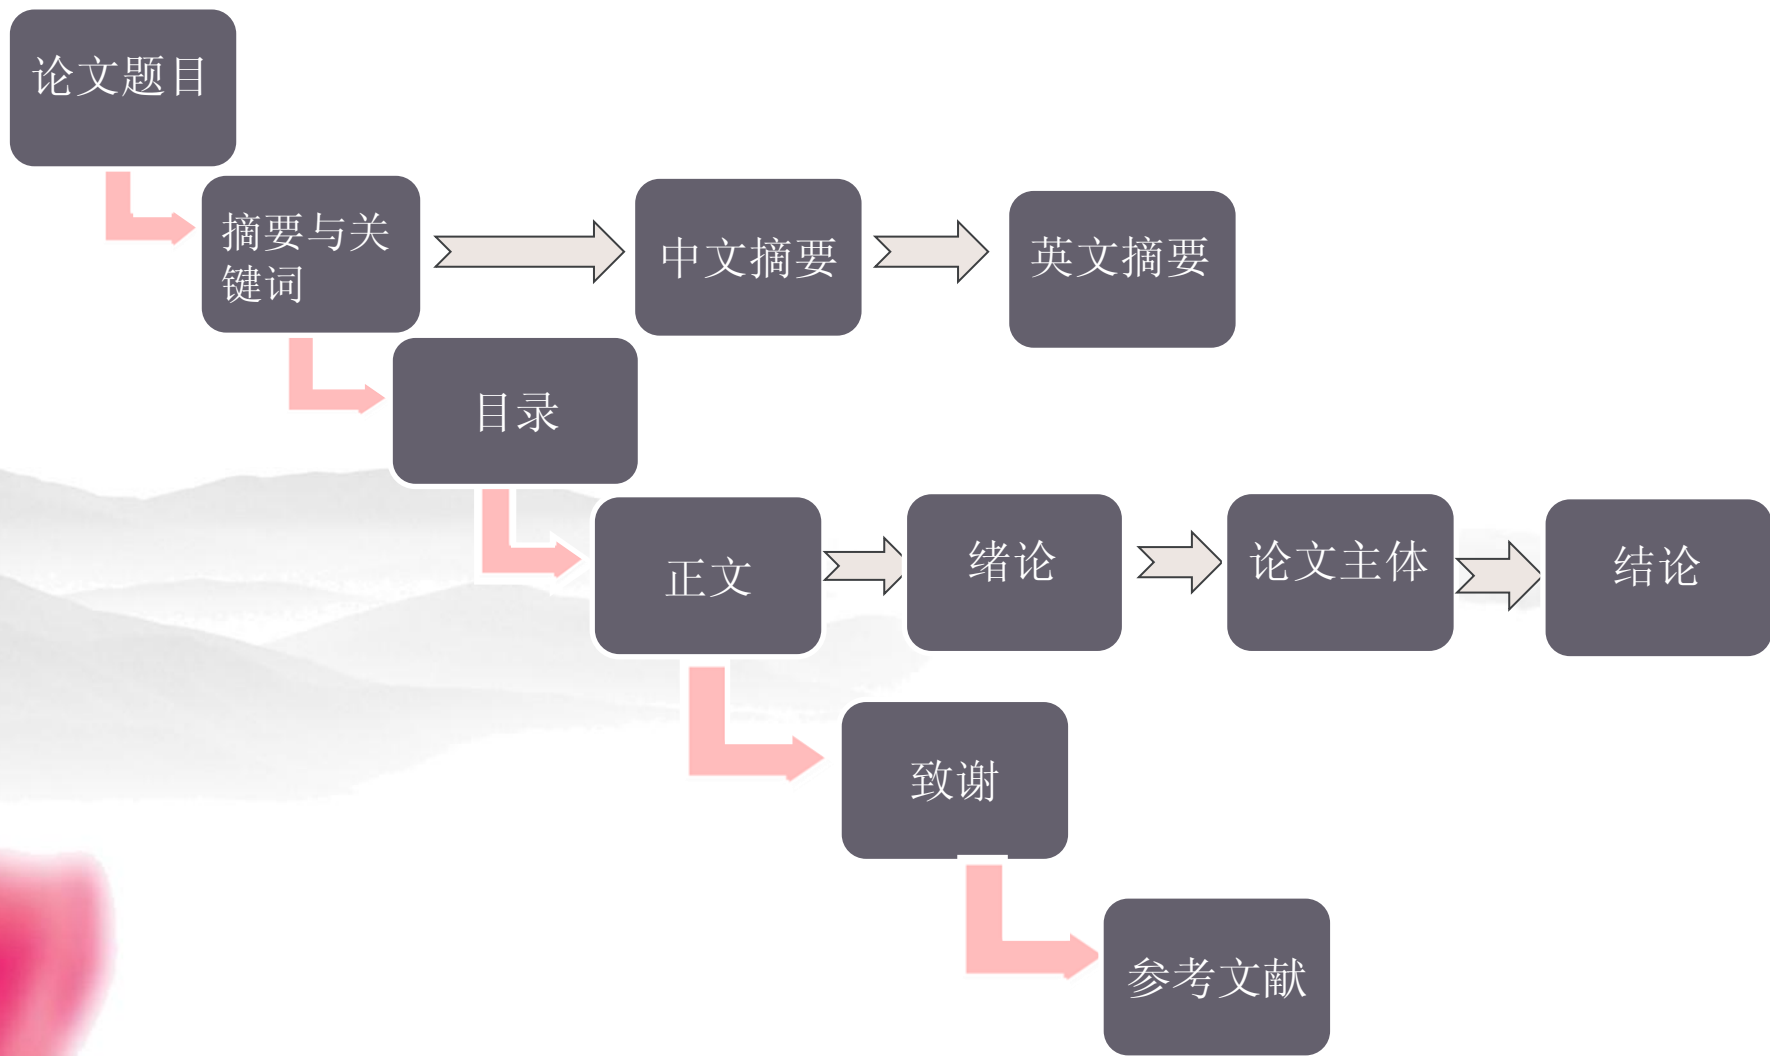 论文题目
摘要与关
键词
中文摘要
英文摘要
目录
正文
绪论
论文主体
结论
致谢
参考文献